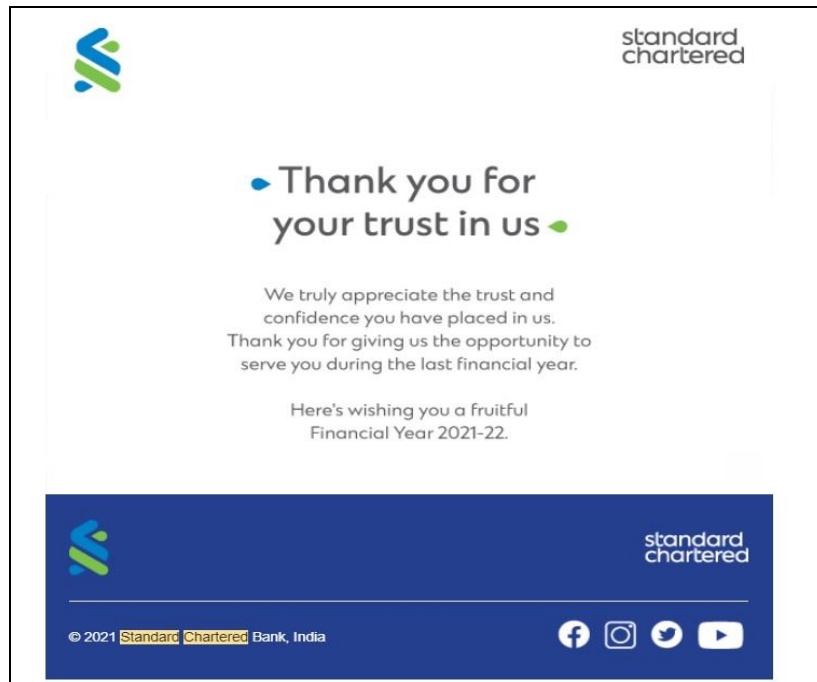 standard
chartered
Thank you for
your trust in us
We truly appreciate the trust and
confidence you have placed in us.
Thank you for giving us the opportunity to
serve you during the last financial year.
Here's wishing you a fruitful
Financial Year 2021-22.
standard
chartered
© 2021 Standard Chartered Bank, India